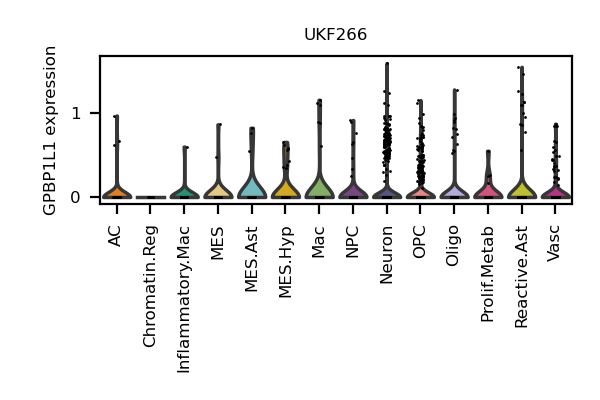 UKF266
GPBP1L1 expression
1
0
AC
Chromatin.Reg
Inflammatory.Mac
MES
MES.Ast
MES.Hyp
Mac
NPC
Neuron
OPC
Oligo
Prolif.Metab
Reactive.Ast
Vasc